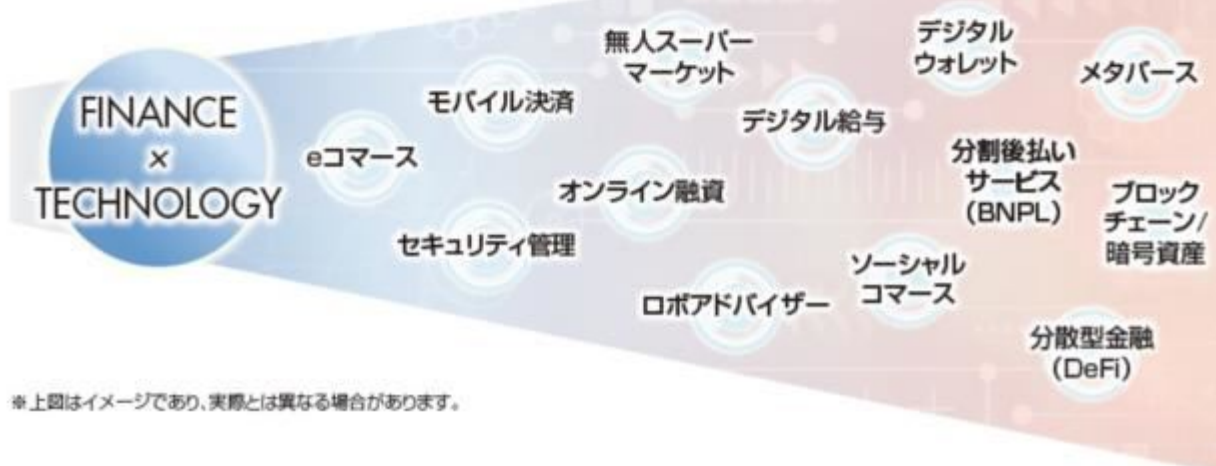 FINANCE
×
TECHNOLOGY
eコマース
モバイル決済
セキュリティ管理
無人スーパー
マーケット
オンライン融資
ロボアドバイザー
デジタル給与
ソーシャル
コマース
デジタル
ウォレット
分割後払い
サービス
(BNPL)
メタバース
ブロック
チェーン/
暗号資産
分散型金融
(DeFi)
※上図はイメージであり、実際とは異なる場合があります。